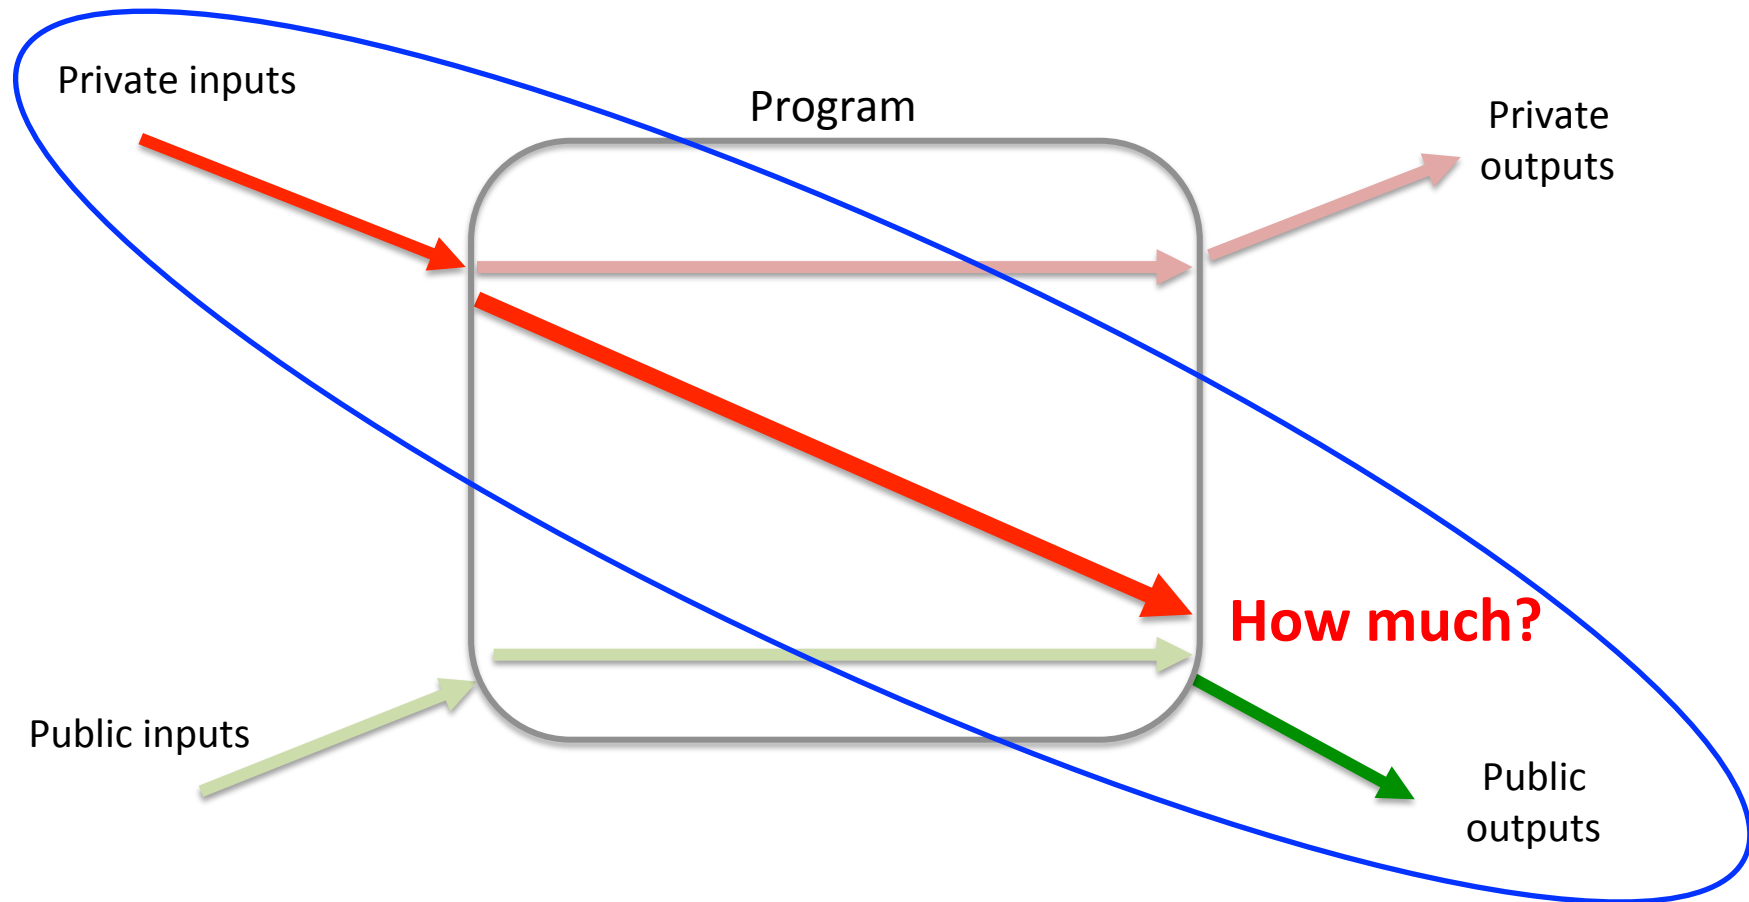 Private inputs
Program
Private
outputs
How much?
Public inputs
Public
outputs